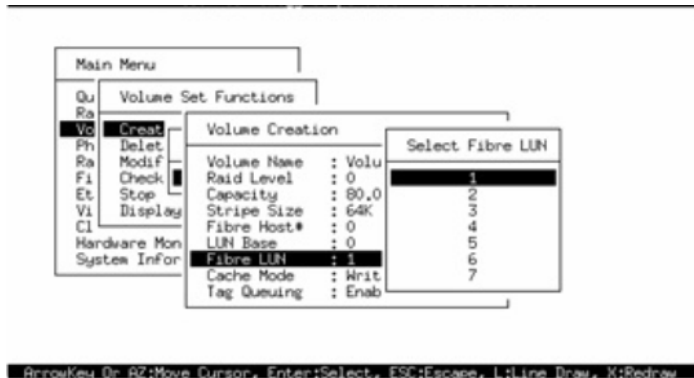 Main Menu
Qu
Ra
Vo
Ph
Ra
Fi
Et
Vi
Cl
Hardware Mon
System Infor
Volume Set Functions
Creat
Delet
Modif
Check
Stop
Display
Volume Creation
Volume Name : Volu
Raid Level : 0
Capacity : 80.0
Stripe Size : 64K
Fibre Host# : 0
LUN Base : 0
Fibre LUN : 1
Cache Mode : Writ
Tag Queuing : Enab
Select Fibre LUN
1
2
3
4
5
6
7
ArrowKey Or AZ:Move Cursor, Enter:Select, ESC:Escape, L:Line Draw, X:Redraw